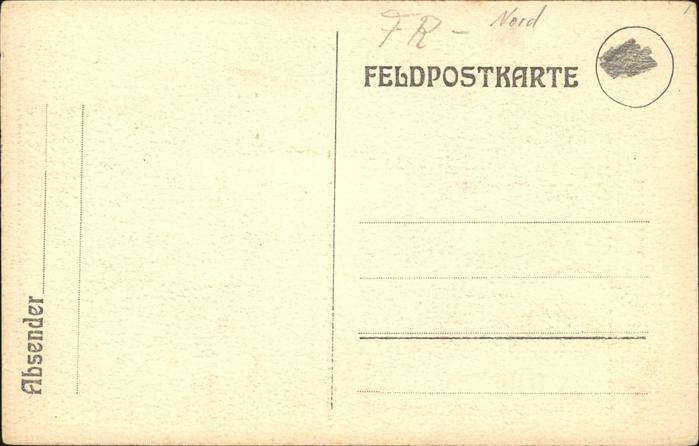 FR - Nord
FELDPOSTKARTE
Absender